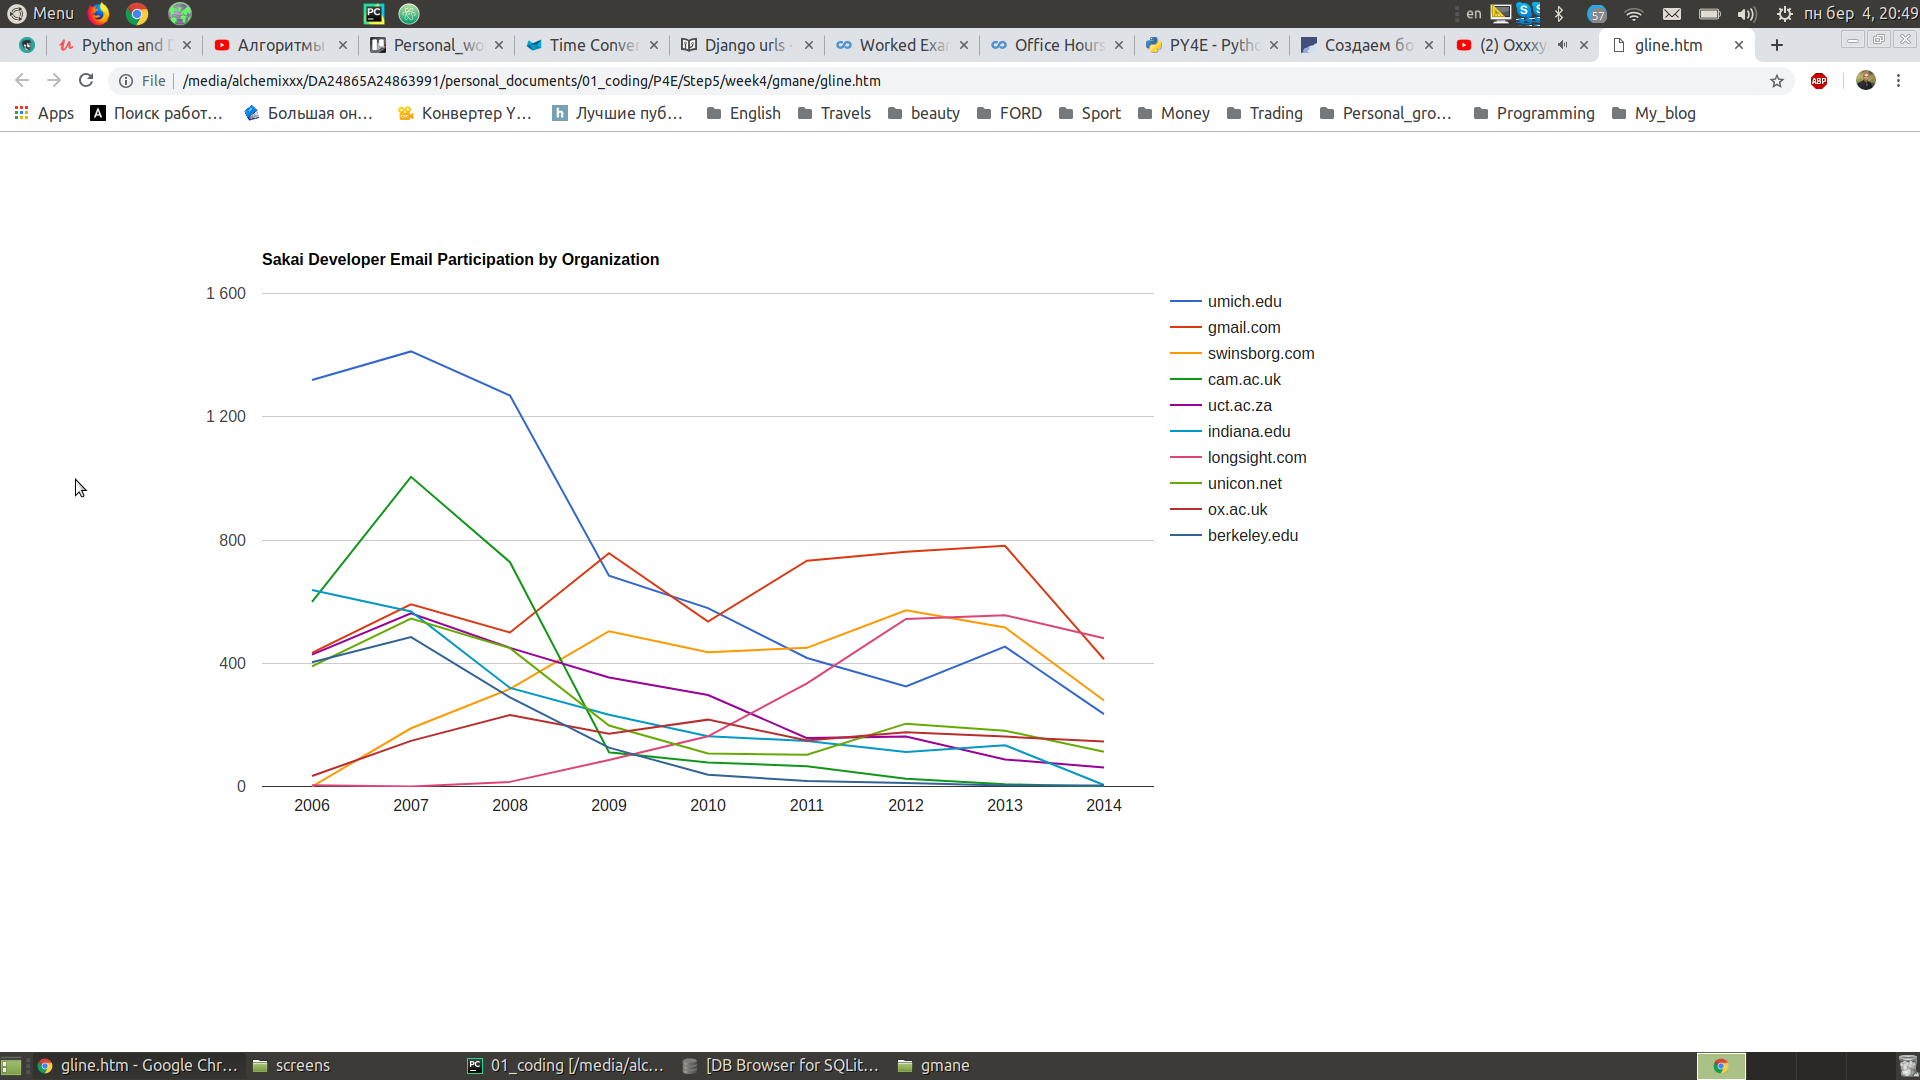 Menu
en
57
пн бер 4, 20:49
Python and D
Алгоритмы
Personal_wo
Time Conver
Django urls -
Worked Exa
Office Hours
PY4E - Pytho
Создаем бо
(2) Oxxxy
gline.htm
File
/media/alchemixxx/DA24865A24863991/personal_documents/01_coding/P4E/Step5/week4/gmane/gline.htm
ABP
Apps
Поиск работ...
Большая он...
Конвертер Y...
Лучшие пуб...
English
Travels
beauty
FORD
Sport
Money
Trading
Personal_gro...
Programming
My_blog
Sakai Developer Email Participation by Organization
1 600
1 200
800
400
0
2006 2007 2008 2009 2010 2011 2012 2013 2014
umich.edu
gmail.com
swinsborg.com
cam.ac.uk
uct.ac.za
indiana.edu
longsight.com
unicon.net
ox.ac.uk
berkeley.edu
gline.htm - Google Chr...
screens
01_coding [/media/alc...
[DB Browser for SQLit...
gmane